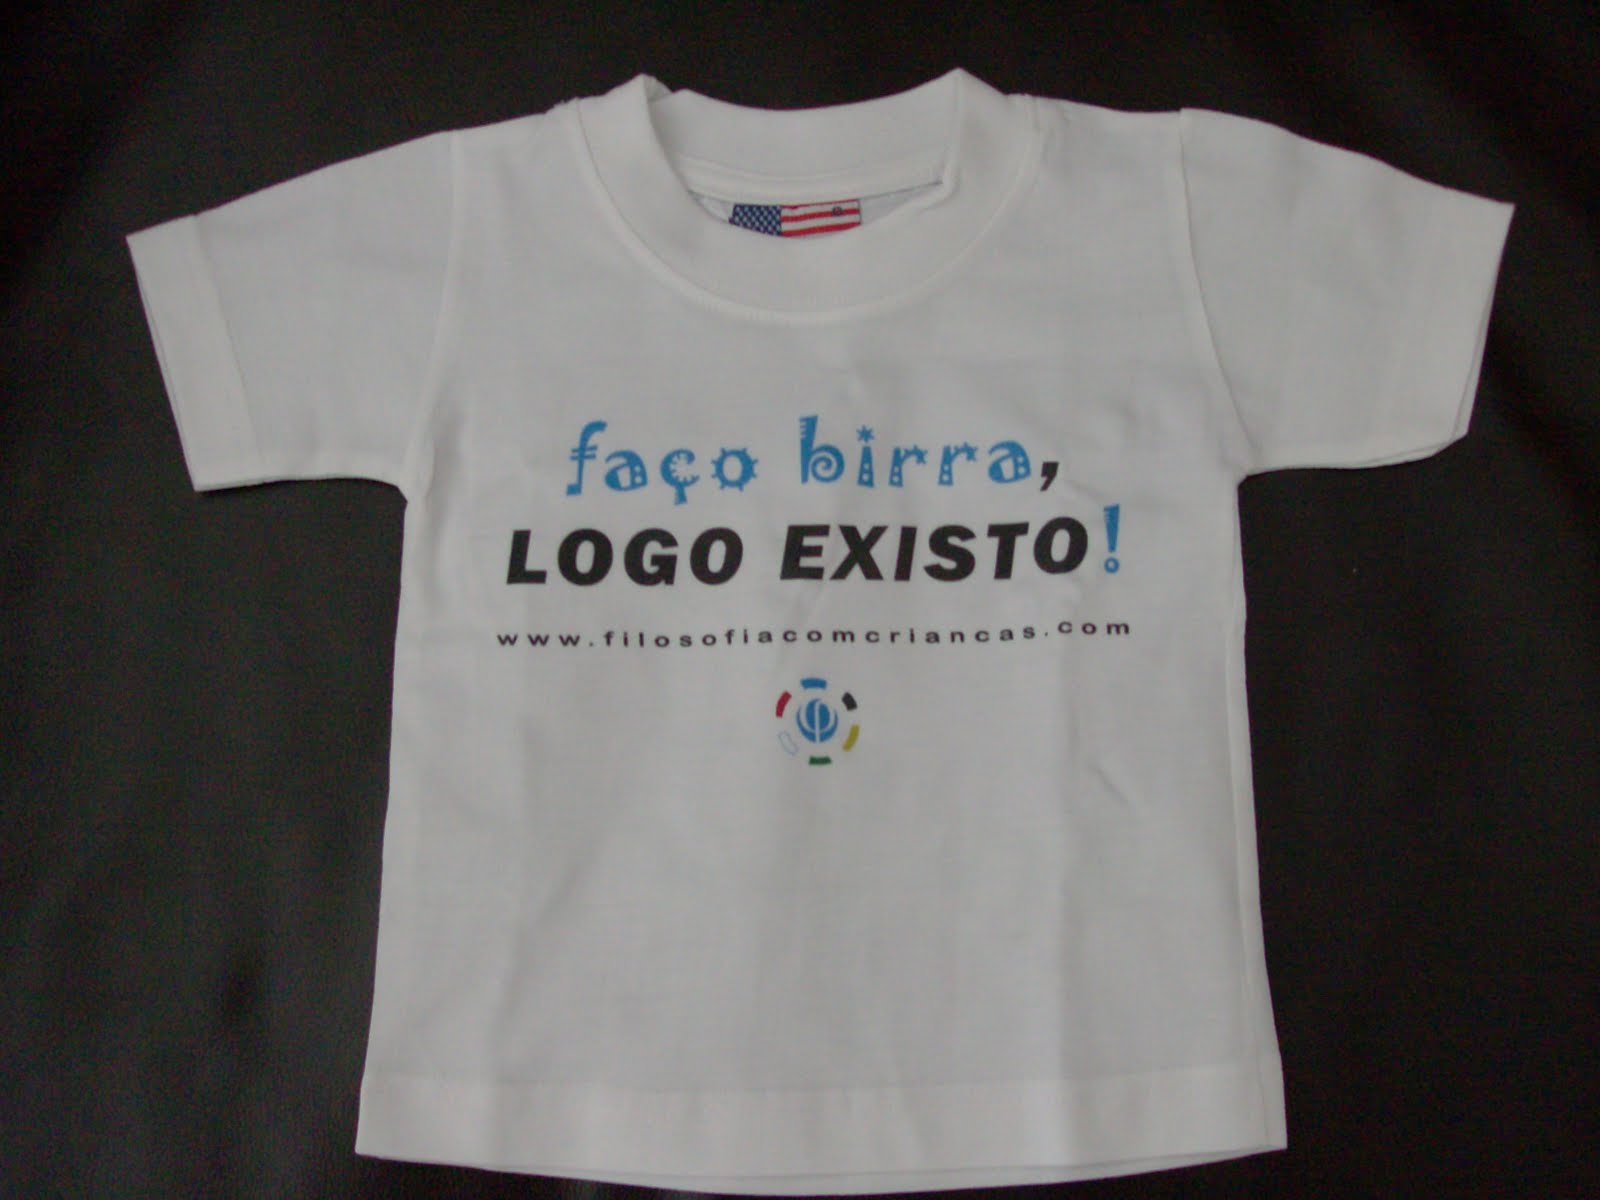 faço birra,
LOGO EXISTO!
www.filosofiacomcriancas.com